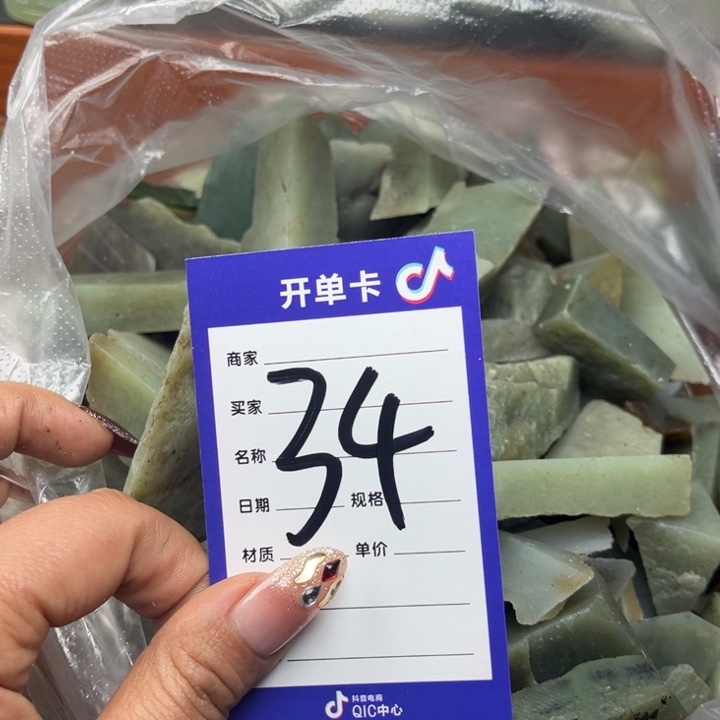 开单卡
商家
买家
34
名称
日期 规格
材质 单价
抖音电商
QIC中心